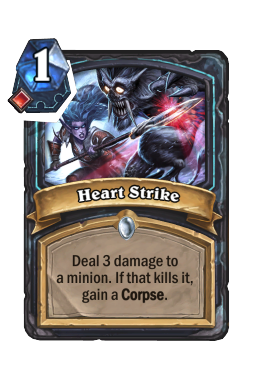 1
Heart Strike
Deal 3 damage to
a minion. If that kills it,
gain a Corpse.